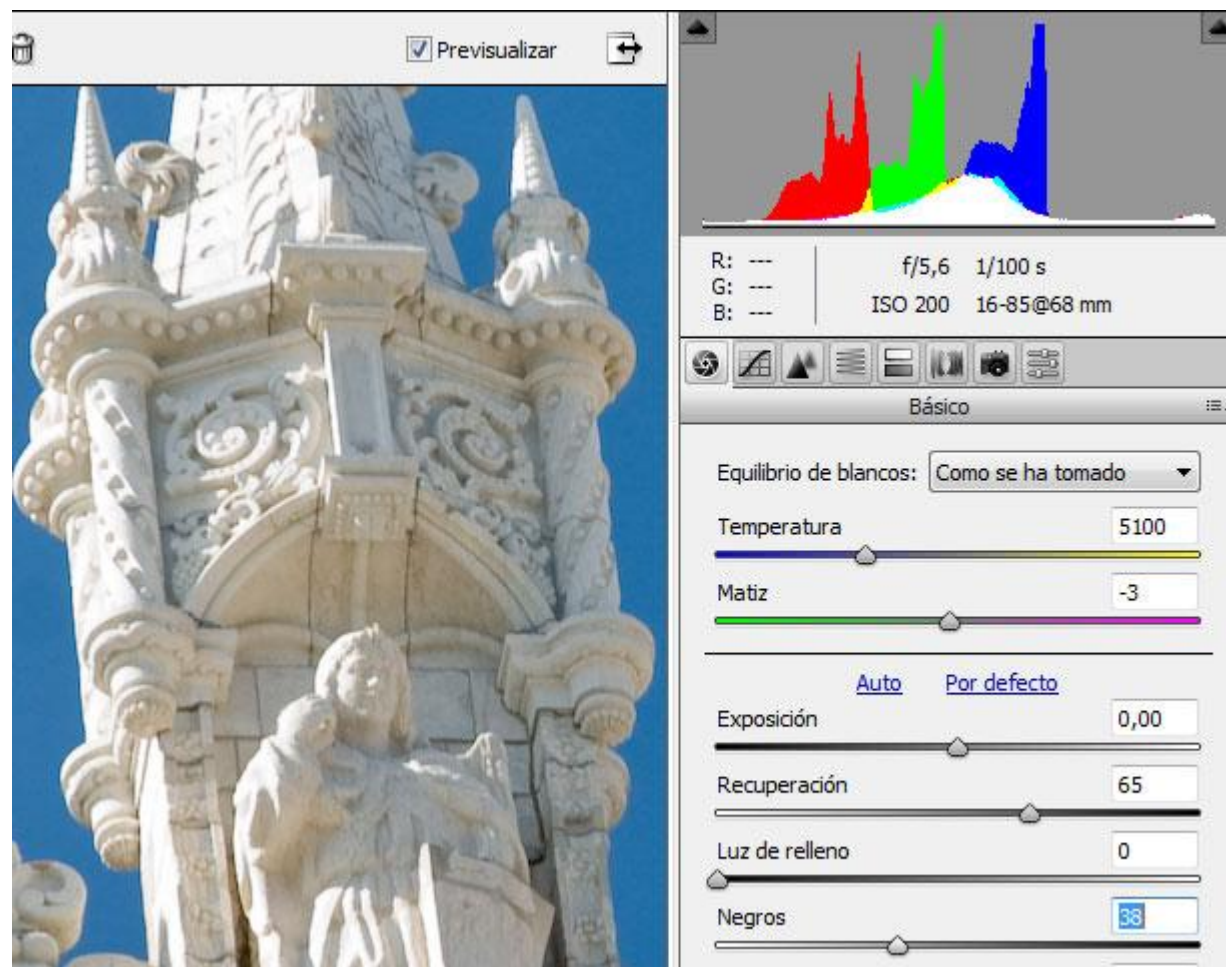 Previsualizar
R: ---
G: ---
B: ---
f/5,6 1/100 s
ISO 200 16-85@68 mm
Básico
Equilibrio de blancos: Como se ha tomado
Temperatura 5100
Matiz -3
Auto Por defecto
Exposición 0,00
Recuperación 65
Luz de relleno 0
Negros 38